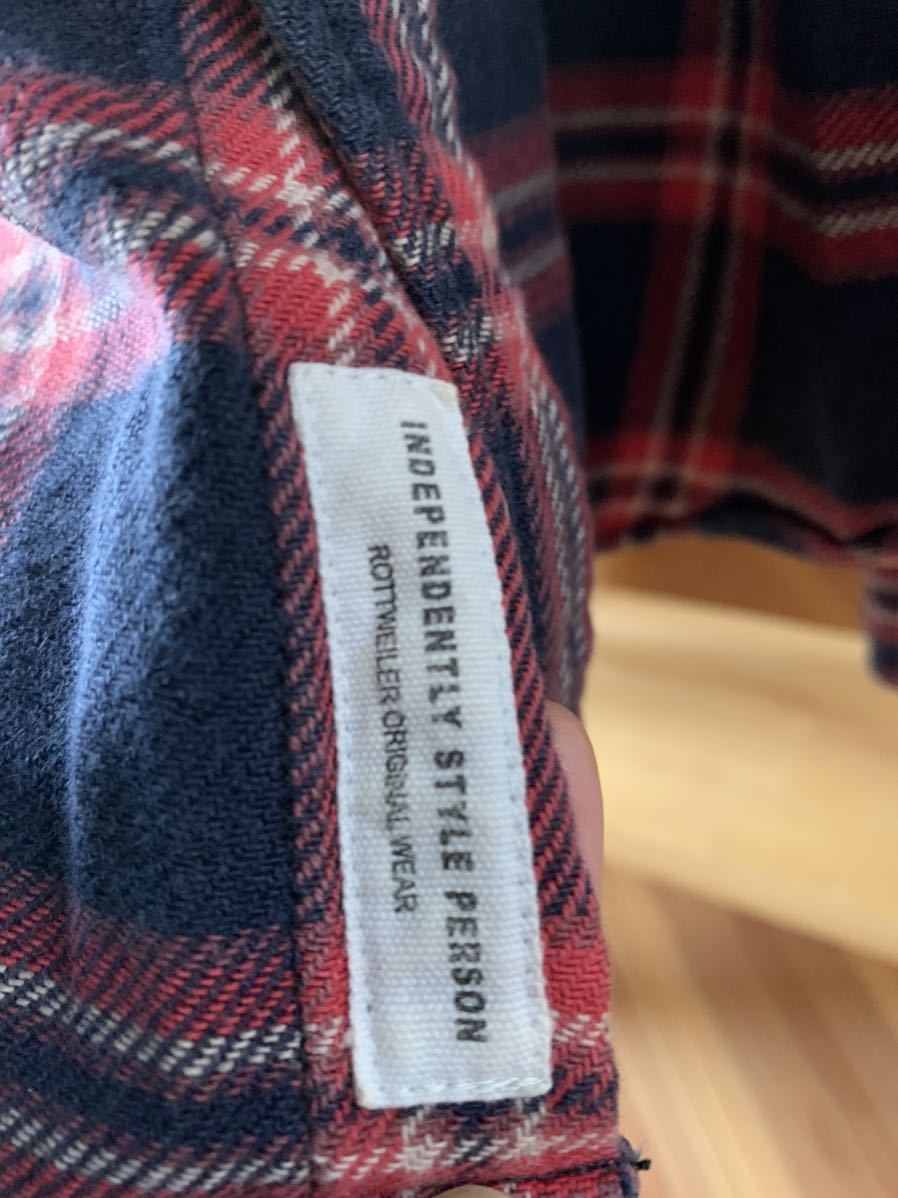 INDEPENDENTLY STYLE PERSON
ROTTWEILER ORIGINAL WEAR